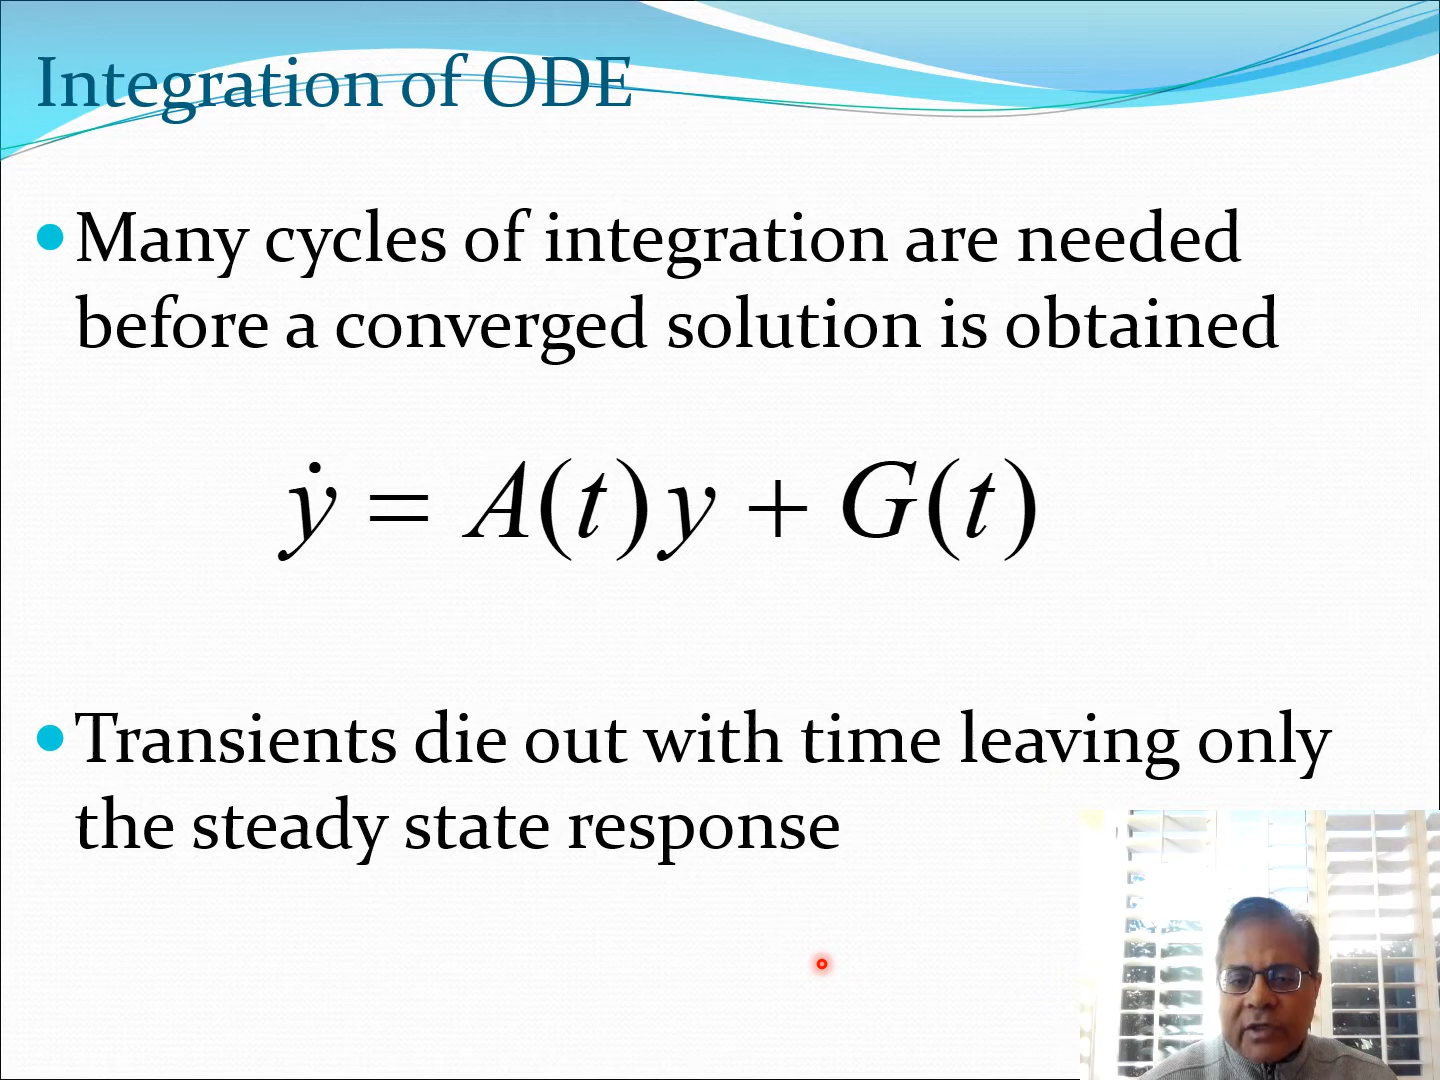 Integration of ODE
• Many cycles of integration are needed
before a converged solution is obtained
ẏ = A(t) y + G(t)
• Transients die out with time leaving only
the steady state response